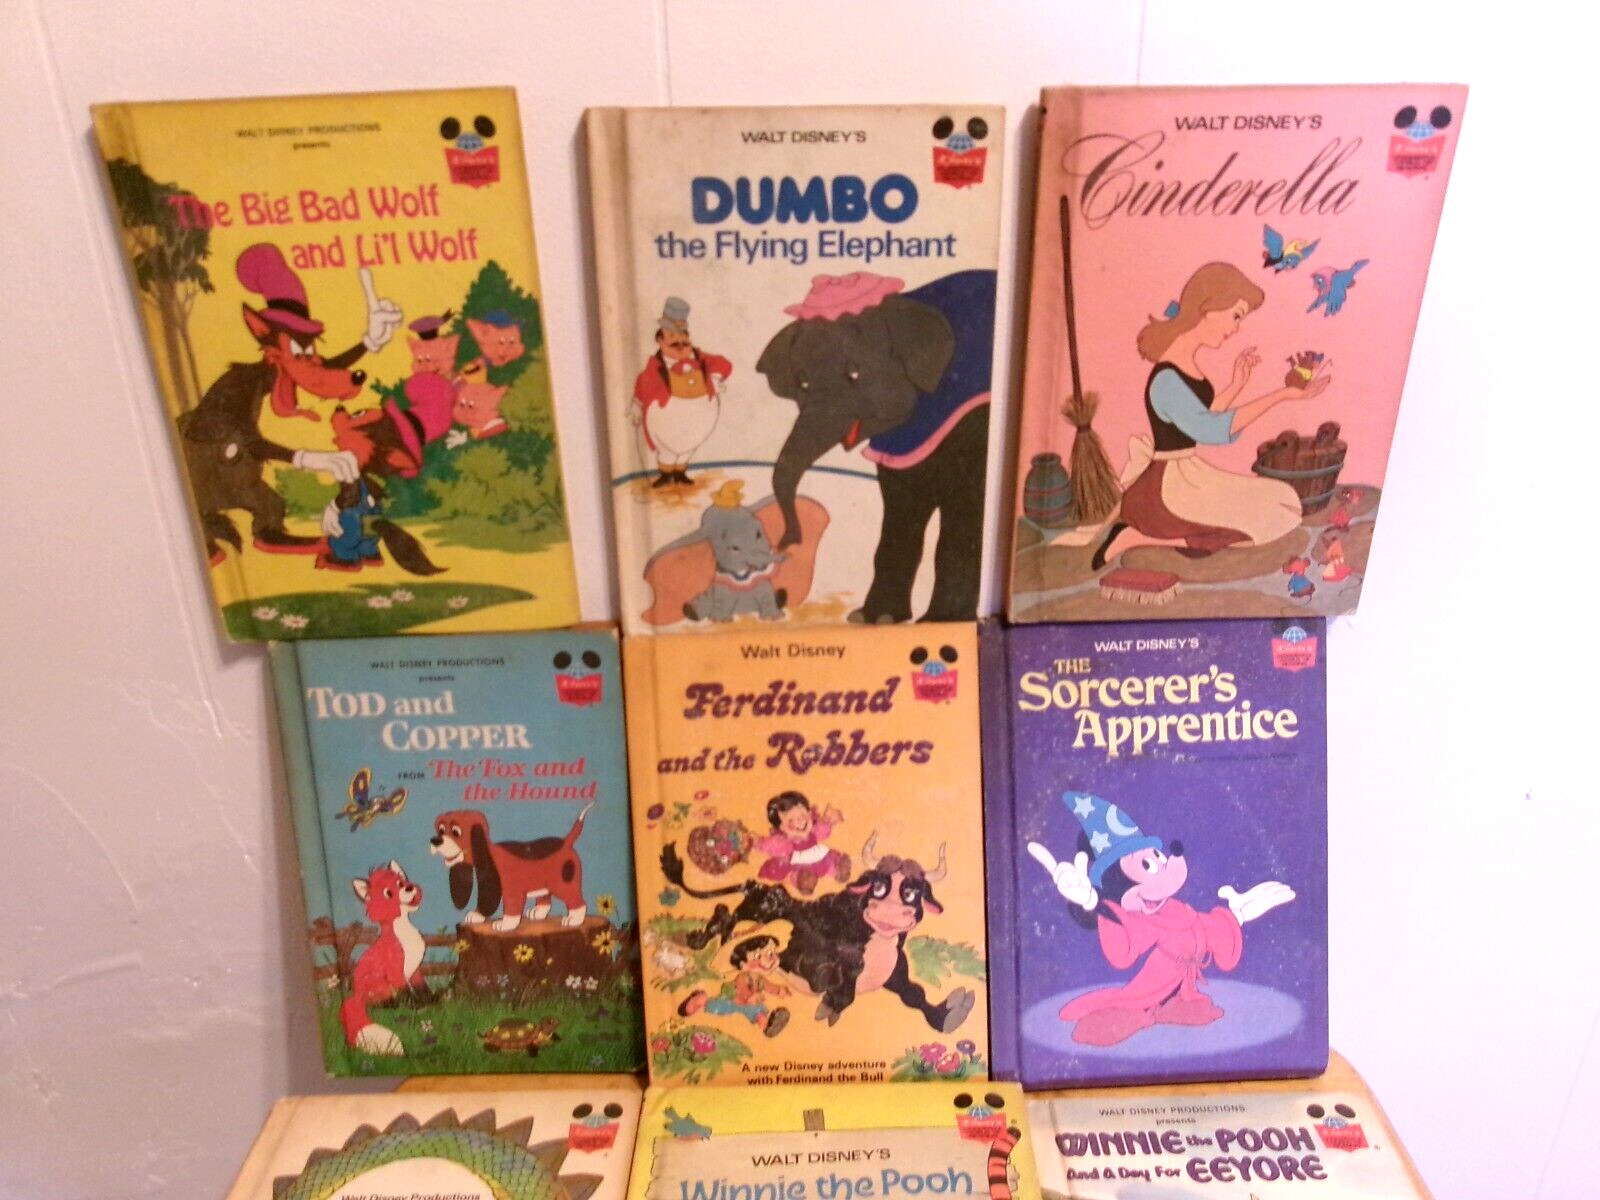 WALT DISNEY PRODUCTIONS
presents
The Big Bad Wolf
and Li'l Wolf
WALT DISNEY'S
DUMBO
the Flying Elephant
WALT DISNEY'S
Cinderella
WALT DISNEY PRODUCTIONS
presents
TOD and
COPPER
FROM The Fox and
the Hound
Walt Disney
Ferdinand
and the Robbers
A new Disney adventure
with Ferdinand the Bull
WALT DISNEY'S
THE
Sorcerer's
Apprentice
Walt Disney Productions
WALT DISNEY'S
Winnie the Pooh
WALT DISNEY PRODUCTIONS
presents
WINNIE the POOH
And A Day For EEYORE